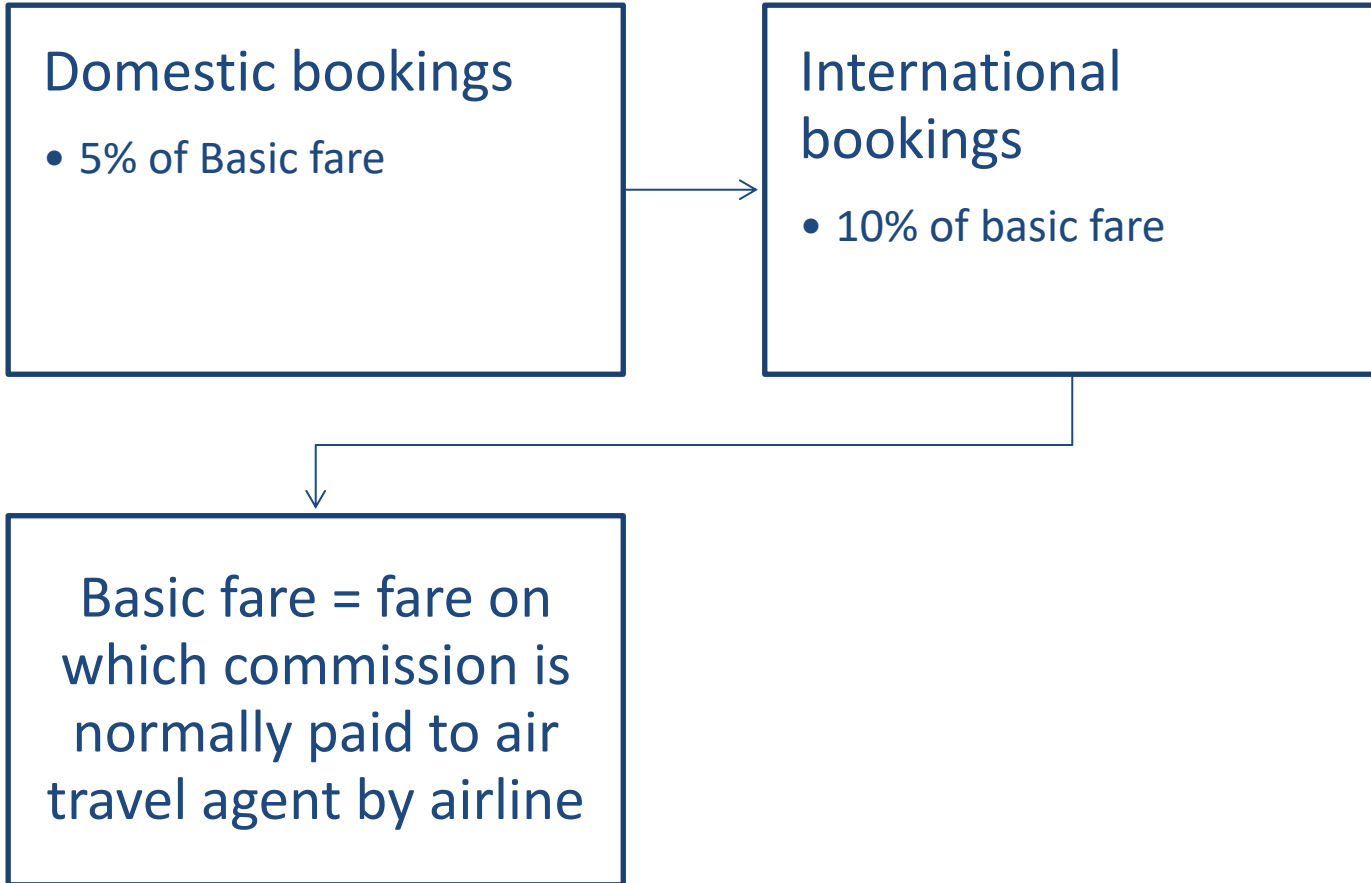 Domestic bookings
• 5% of Basic fare
International
bookings
• 10% of basic fare
Basic fare = fare on
which commission is
normally paid to air
travel agent by airline